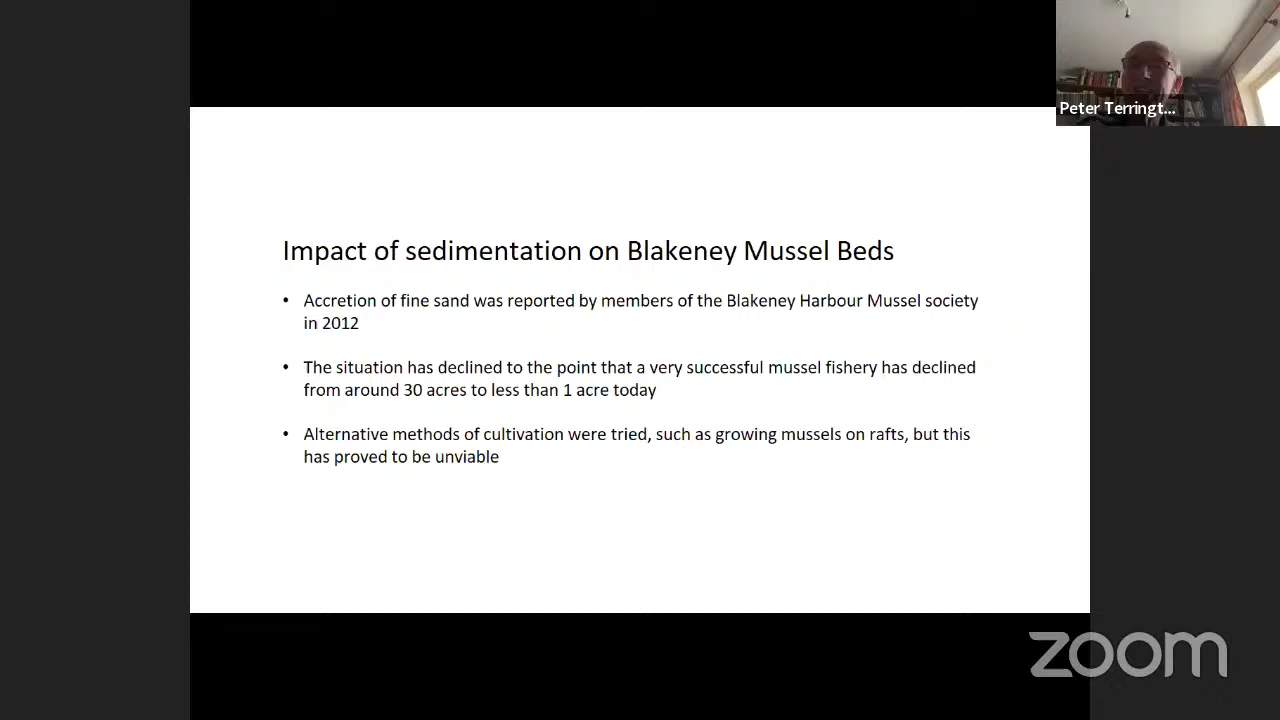 Peter Terringt...
Impact of sedimentation on Blakeney Mussel Beds
• Accretion of fine sand was reported by members of the Blakeney Harbour Mussel society
in 2012
• The situation has declined to the point that a very successful mussel fishery has declined
from around 30 acres to less than 1 acre today
• Alternative methods of cultivation were tried, such as growing mussels on rafts, but this
has proved to be unviable
zoom